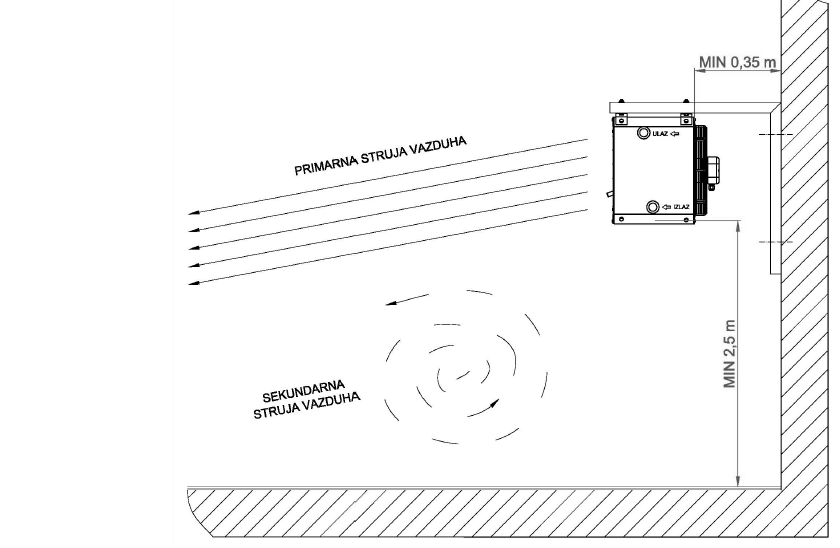 MIN 0,35 m
PRIMARNA STRUJA VAZDUHA
ULAZ
IZLAZ
MIN 2,5 m
SEKUNDARNA
STRUJA VAZDUHA